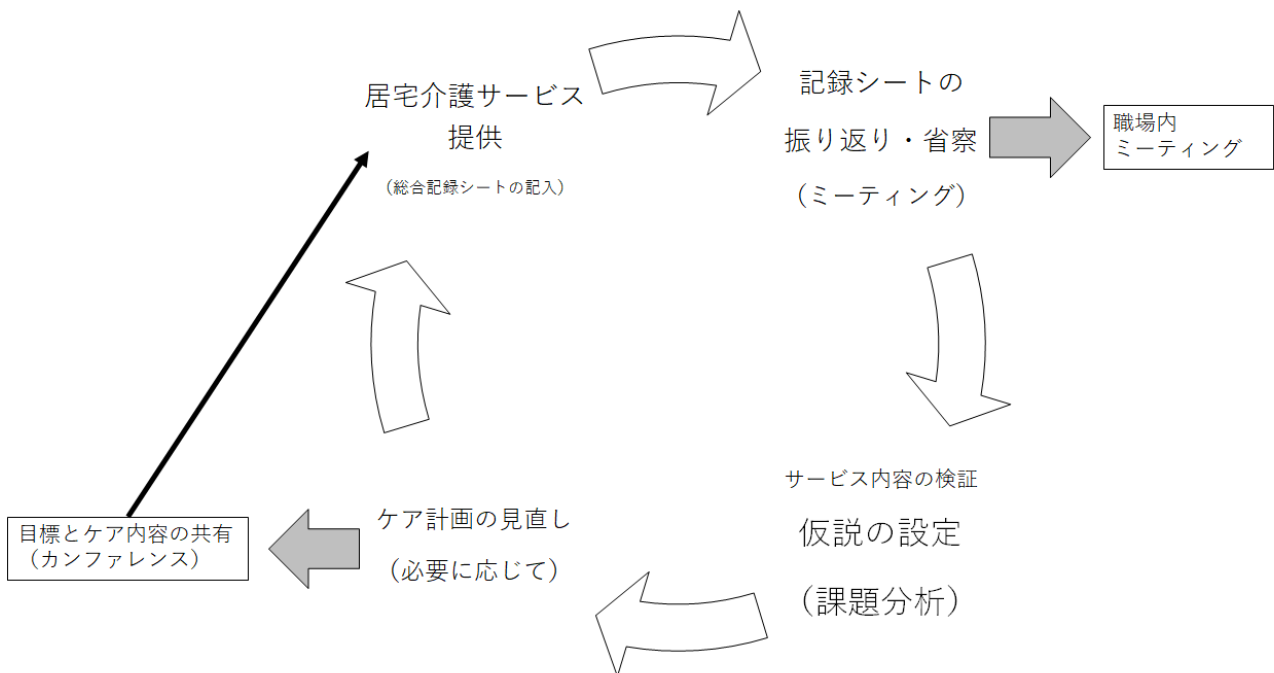 居宅介護サービス
提供
（総合記録シートの記入）
記録シートの
振り返り・省察
（ミーティング）
職場内
ミーティング
サービス内容の検証
仮説の設定
（課題分析）
ケア計画の見直し
（必要に応じて）
目標とケア内容の共有
（カンファレンス）